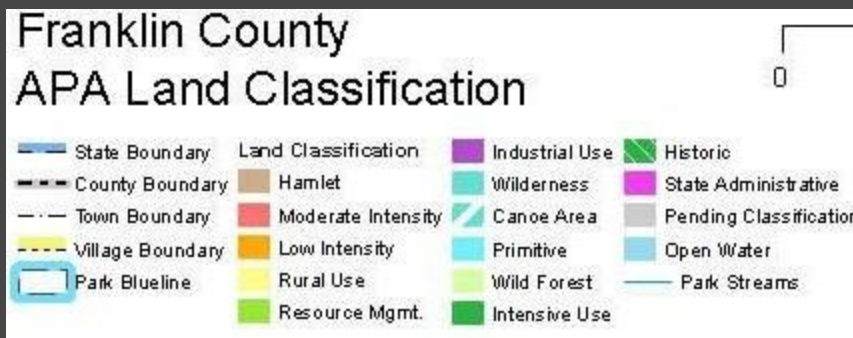 Franklin County
APA Land Classification
0
State Boundary
County Boundary
Town Boundary
Village Boundary
Park Blueline
Land Classification
Hamlet
Moderate Intensity
Low Intensity
Rural Use
Resource Mgmt.
Industrial Use
Wilderness
Canoe Area
Primitive
Wild Forest
Intensive Use
Historic
State Administrative
Pending Classification
Open Water
Park Streams